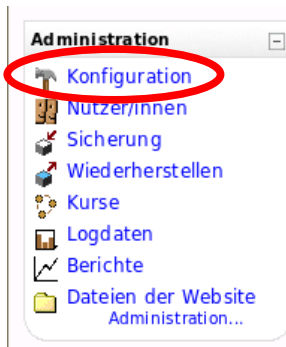 Administration
Konfiguration
Nutzer/innen
Sicherung
Wiederherstellen
Kurse
Logdaten
Berichte
Dateien der Website
Administration...